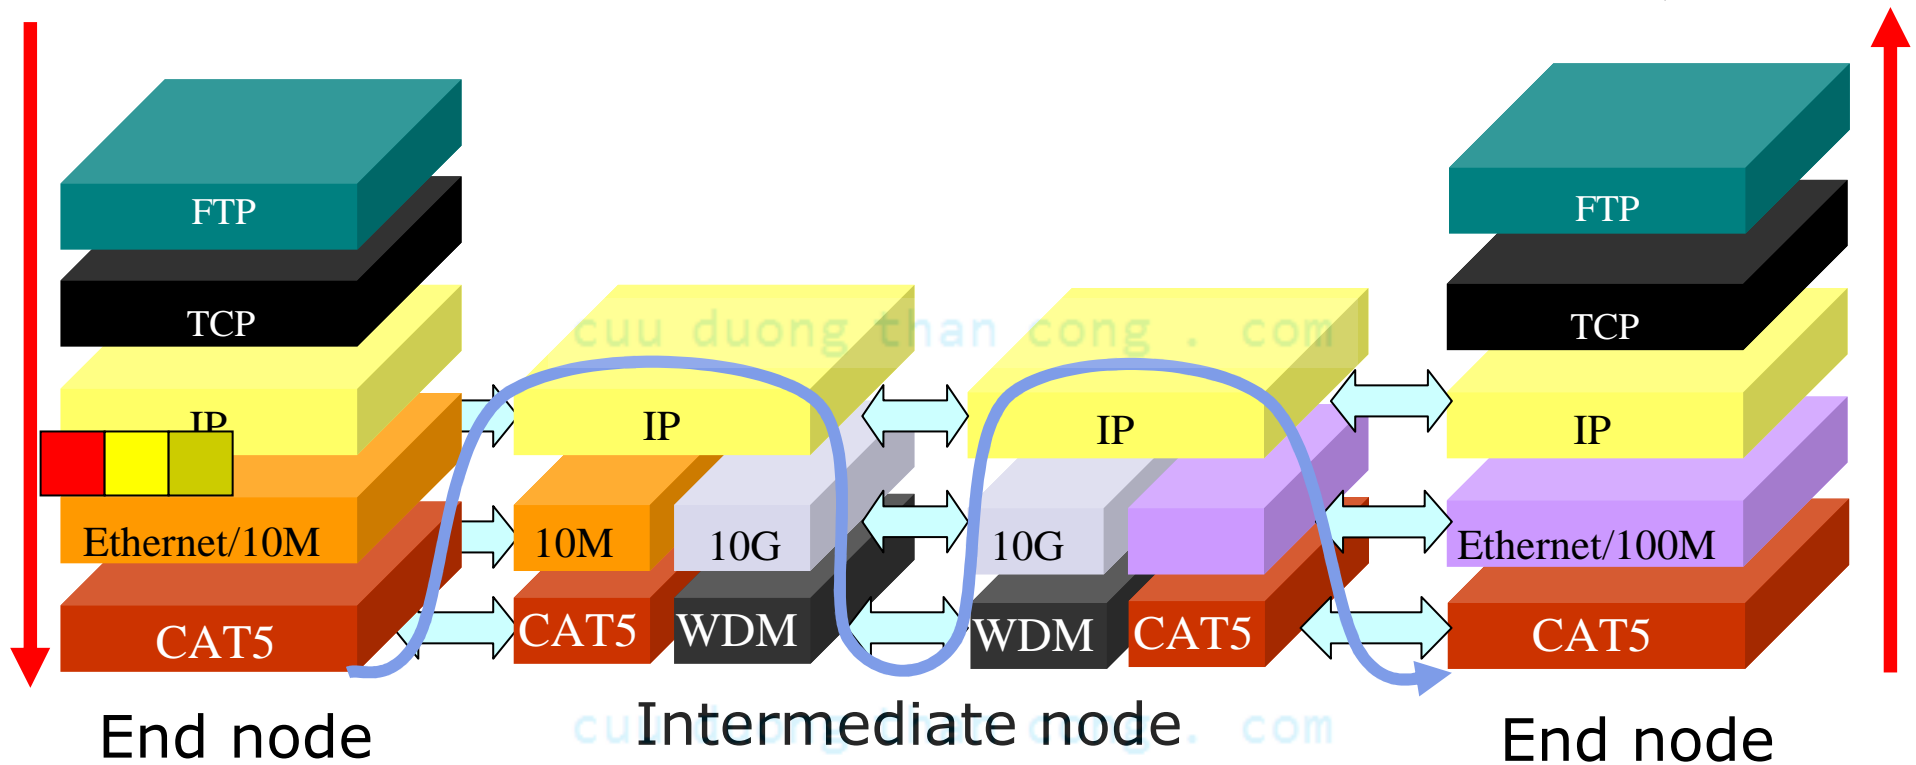 FTP
TCP
IP
Ethernet/10M
CAT5
End node
cuu duong than cong . com
IP
10M
10G
CAT5
WDM
IP
10G
WDM
CAT5
Intermediate node
cuu duong than cong . com
FTP
TCP
IP
Ethernet/100M
CAT5
End node